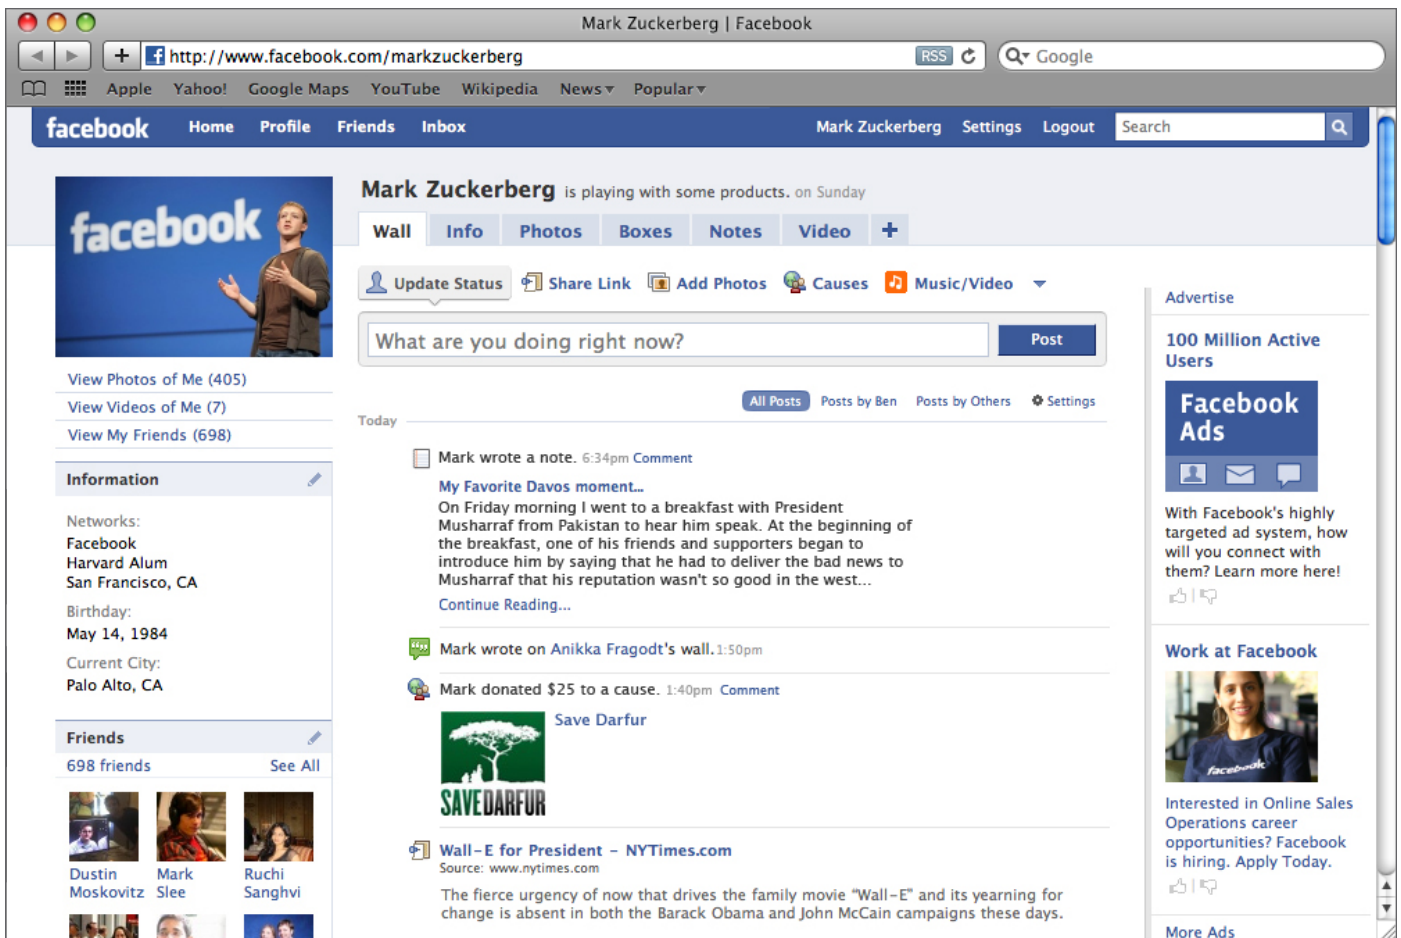 Mark Zuckerberg | Facebook
http://www.facebook.com/markzuckerberg
RSS
Google
Apple Yahoo! Google Maps YouTube Wikipedia News Popular
facebook Home Profile Friends Inbox
Mark Zuckerberg Settings Logout Search
facebook
Mark Zuckerberg is playing with some products. on Sunday
Wall Info Photos Boxes Notes Video +
Update Status Share Link Add Photos Causes Music/Video
What are you doing right now? Post
View Photos of Me (405)
View Videos of Me (7)
View My Friends (698)
Information
Networks:
Facebook
Harvard Alum
San Francisco, CA
Birthday:
May 14, 1984
Current City:
Palo Alto, CA
Friends
698 friends See All
Dustin
Moskovitz
Mark
Slee
Ruchi
Sanghvi
All Posts Posts by Ben Posts by Others Settings
Today
Mark wrote a note. 6:34pm Comment
My Favorite Davos moment...
On Friday morning I went to a breakfast with President
Musharraf from Pakistan to hear him speak. At the beginning of
the breakfast, one of his friends and supporters began to
introduce him by saying that he had to deliver the bad news to
Musharraf that his reputation wasn't so good in the west...
Continue Reading...
Mark wrote on Anikka Fragodt's wall. 1:50pm
Mark donated $25 to a cause. 1:40pm Comment
Save Darfur
SAVEDARFUR
Wall-E for President - NYTimes.com
Source: www.nytimes.com
The fierce urgency of now that drives the family movie “Wall-E” and its yearning for
change is absent in both the Barack Obama and John McCain campaigns these days.
Advertise
100 Million Active
Users
Facebook
Ads
With Facebook's highly
targeted ad system, how
will you connect with
them? Learn more here!
Work at Facebook
facebook
Interested in Online Sales
Operations career
opportunities? Facebook
is hiring. Apply Today.
More Ads